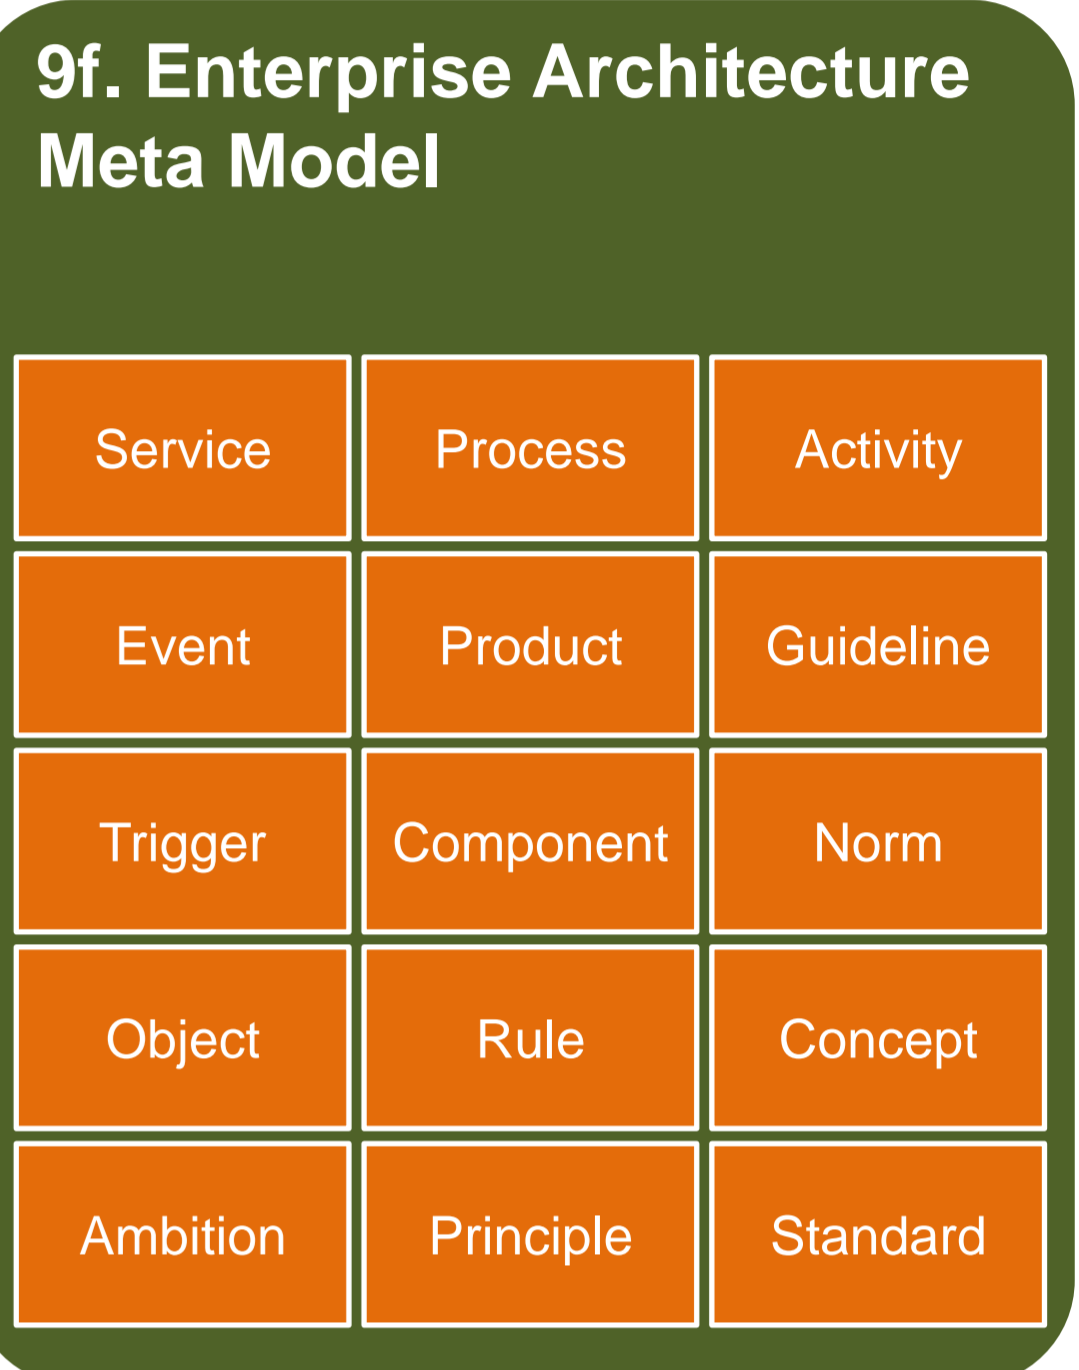 9f. Enterprise Architecture
Meta Model
Service
Process
Activity
Event
Product
Guideline
Trigger
Component
Norm
Object
Rule
Concept
Ambition
Principle
Standard